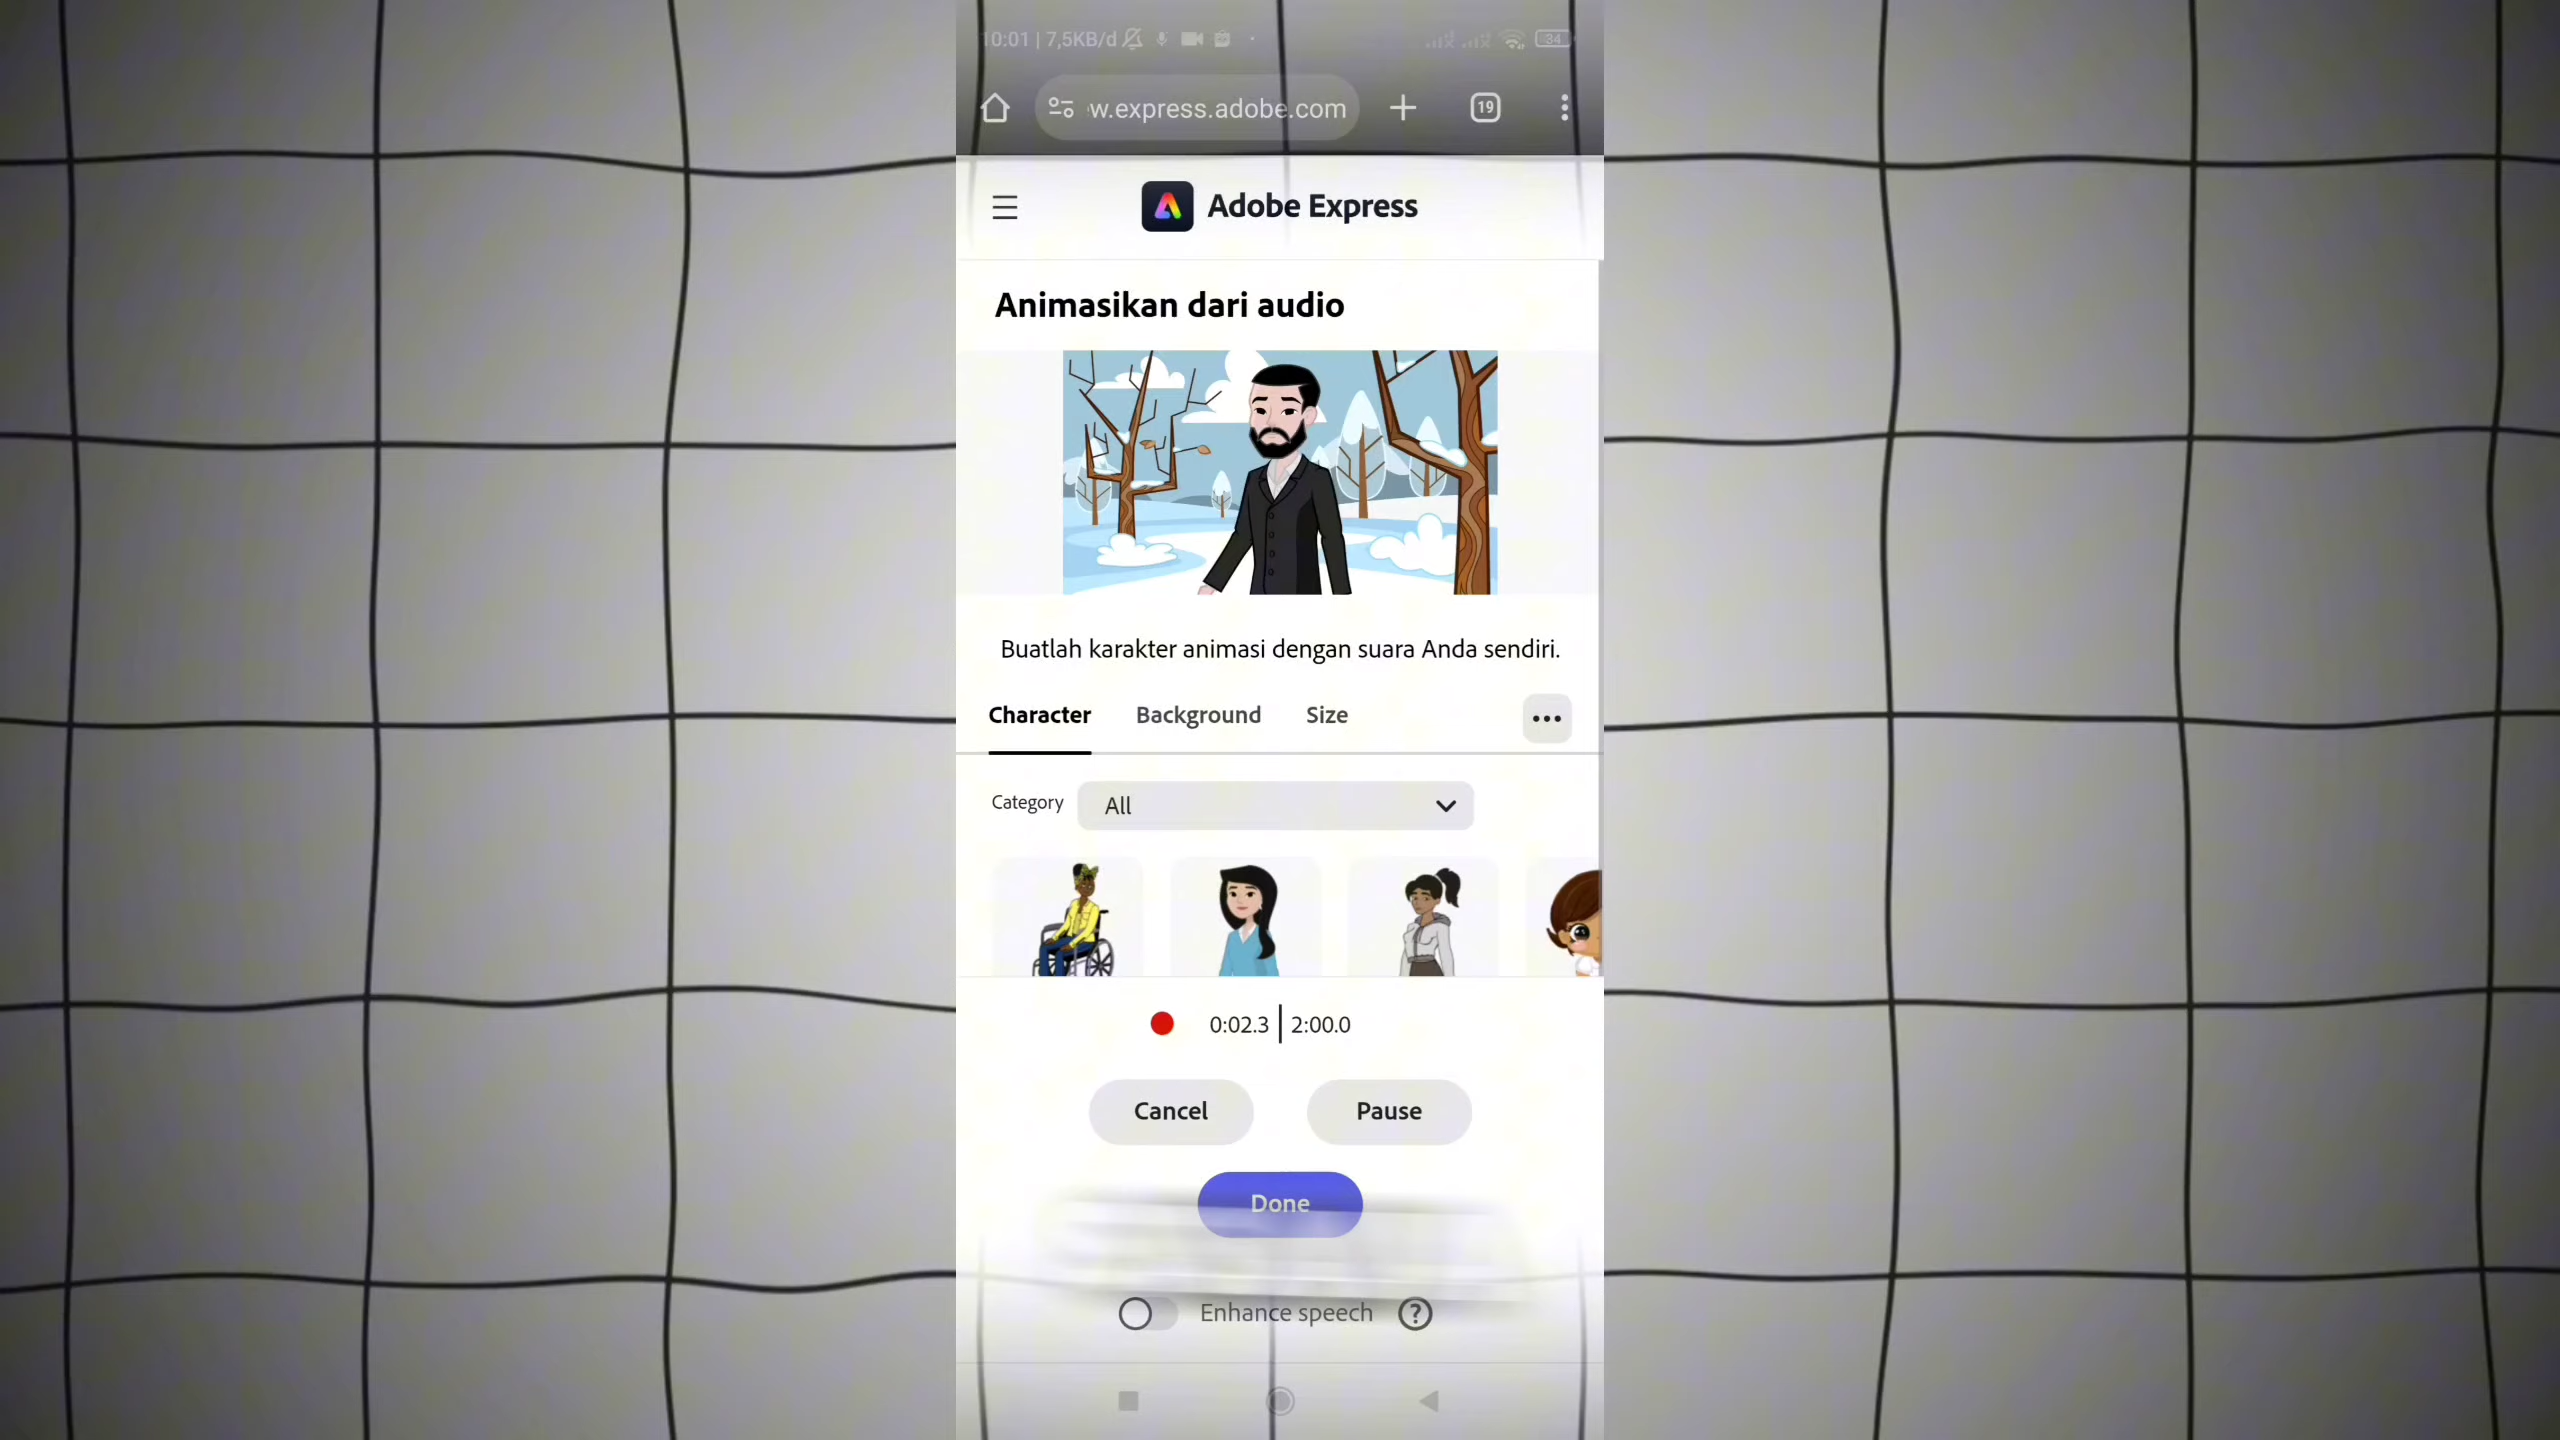 10:01 | 7,5KB/d 34
w.express.adobe.com 19
Adobe Express
Animasikan dari audio
Buatlah karakter animasi dengan suara Anda sendiri.
Character Background Size
Category All
0:02.3 | 2:00.0
Cancel Pause
Done
Enhance speech ?